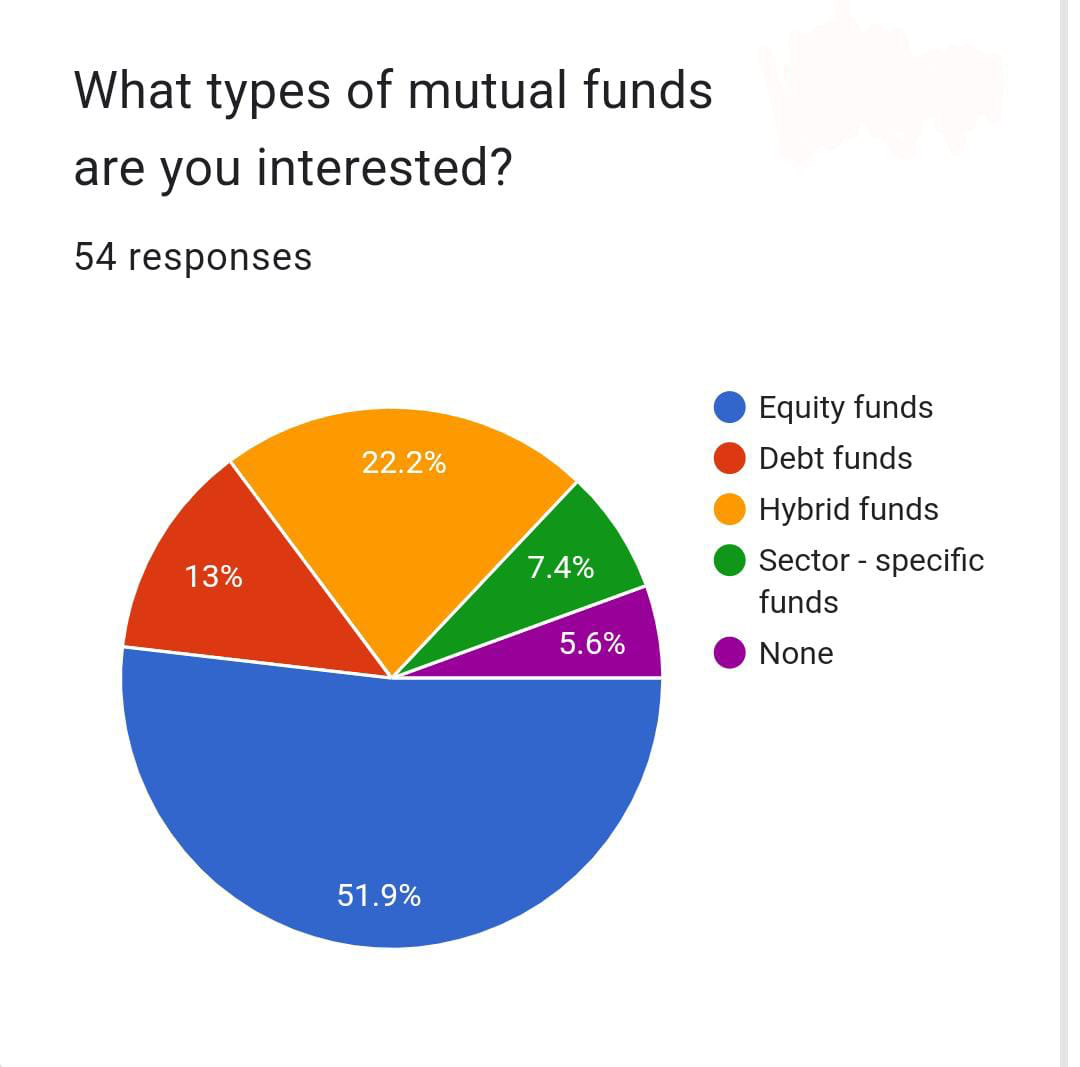 What types of mutual funds
are you interested?
54 responses
22.2%
13%
7.4%
5.6%
51.9%
Equity funds
Debt funds
Hybrid funds
Sector - specific
funds
None